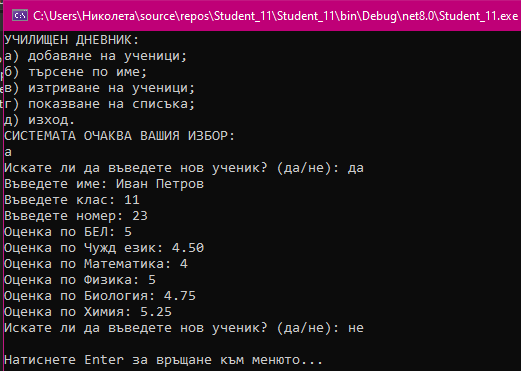 C:\Users\Николета\source\repos\Student_11\Student_11\bin\Debug\net8.0\Student_11.exe
УЧИЛИЩЕН ДНЕВНИК:
а) добавяне на ученици;
б) търсене по име;
в) изтриване на ученици;
г) показване на списъка;
д) изход.
СИСТЕМАТА ОЧАКВА ВАШИЯ ИЗБОР:
а
Искате ли да въведете нов ученик? (да/не): да
Въведете име: Иван Петров
Въведете клас: 11
Въведете номер: 23
Оценка по БЕЛ: 5
Оценка по Чужд език: 4.50
Оценка по Математика: 4
Оценка по Физика: 5
Оценка по Биология: 4.75
Оценка по Химия: 5.25
Искате ли да въведете нов ученик? (да/не): не
Натиснете Enter за връщане към менюто...